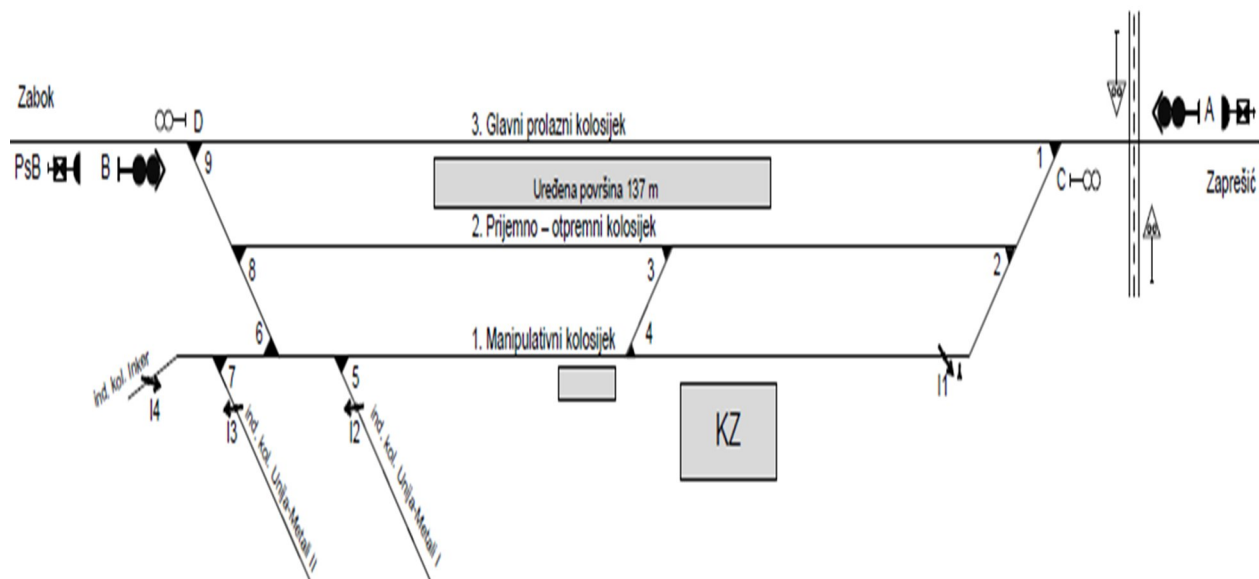 Zabok
D
3. Glavni prolazni kolosijek
A
PsB
B
9
Uređena površina 137 m
1
C
Zaprešić
2. Prijemno – otpremni kolosijek
8
3
2
6
1. Manipulativni kolosijek
4
ind. kol. Inker
I4
7
5
I1
I3
I2
ind. kol. Unija-Metali II
ind. kol. Unija-Metali I
KZ